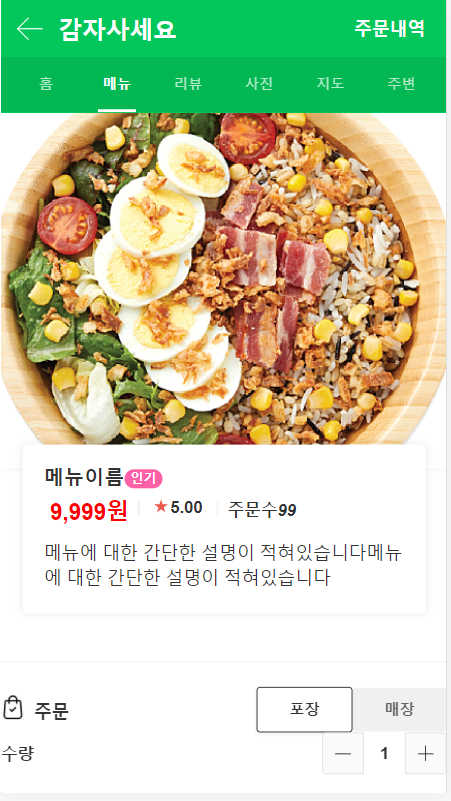 감자사세요 주문내역
홈 메뉴 리뷰 사진 지도 주변
메뉴이름 인기
9,999원 ★5.00 주문수99
메뉴에 대한 간단한 설명이 적혀있습니다메뉴
에 대한 간단한 설명이 적혀있습니다
주문 포장 매장
수량 — 1 +